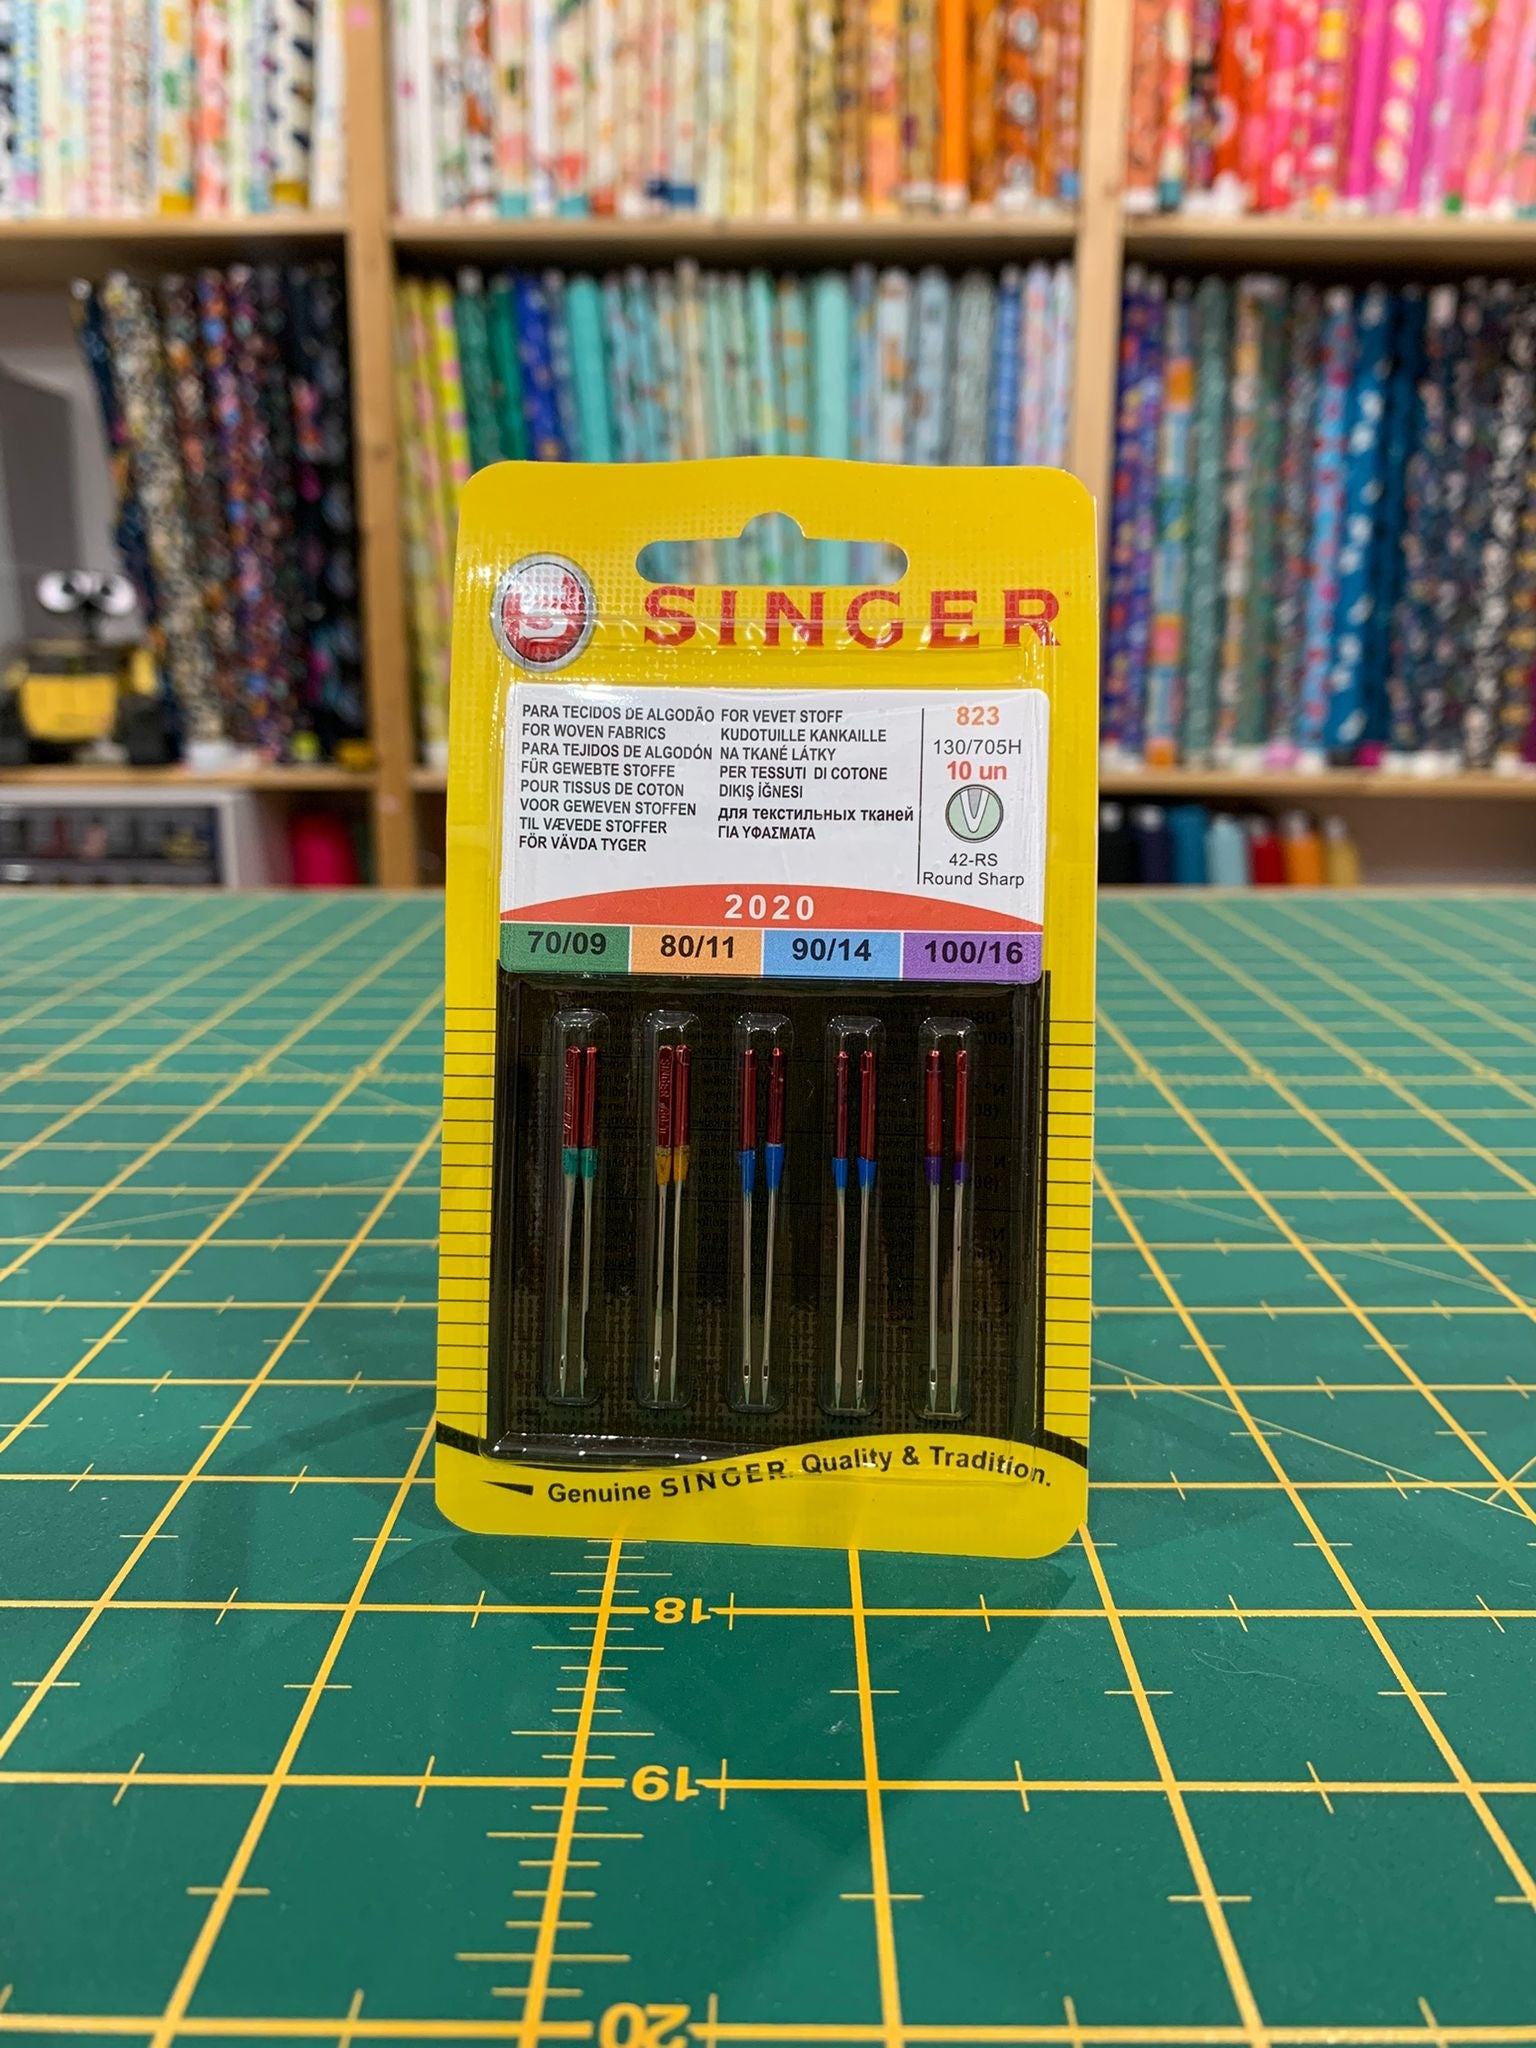 SINGER
PARA TECIDOS DE ALGODÃO
FOR WOVEN FABRICS
PARA TEJIDOS DE ALGODÓN
FÜR GEWEBTE STOFFE
POUR TISSUS DE COTON
VOOR GEWEVEN STOFFEN
TIL VÆVEDE STOFFER
FÖR VÄVDA TYGER
FOR VEVET STOFF
KUDOTUILLE KANKAILLE
NA TKANÉ LÁTKY
PER TESSUTI DI COTONE
DIKIŞ İĞNESI
для текстильных тканей
ΓΙΑ ΥΦΑΣΜΑΤΑ
823
130/705H
10 un
42-RS
Round Sharp
2020
70/09 80/11 90/14 100/16
Genuine SINGER. Quality & Tradition.
18
19
20